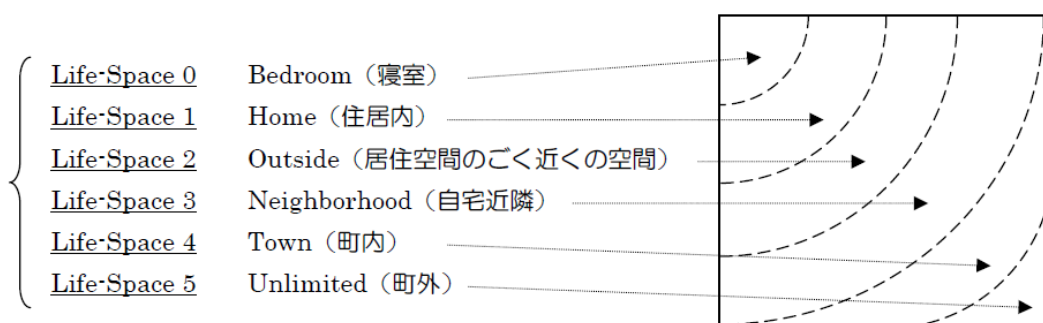 Life-Space 0 Bedroom（寝室）
Life-Space 1 Home（住居内）
Life-Space 2 Outside（居住空間のごく近くの空間）
Life-Space 3 Neighborhood（自宅近隣）
Life-Space 4 Town（町内）
Life-Space 5 Unlimited（町外）